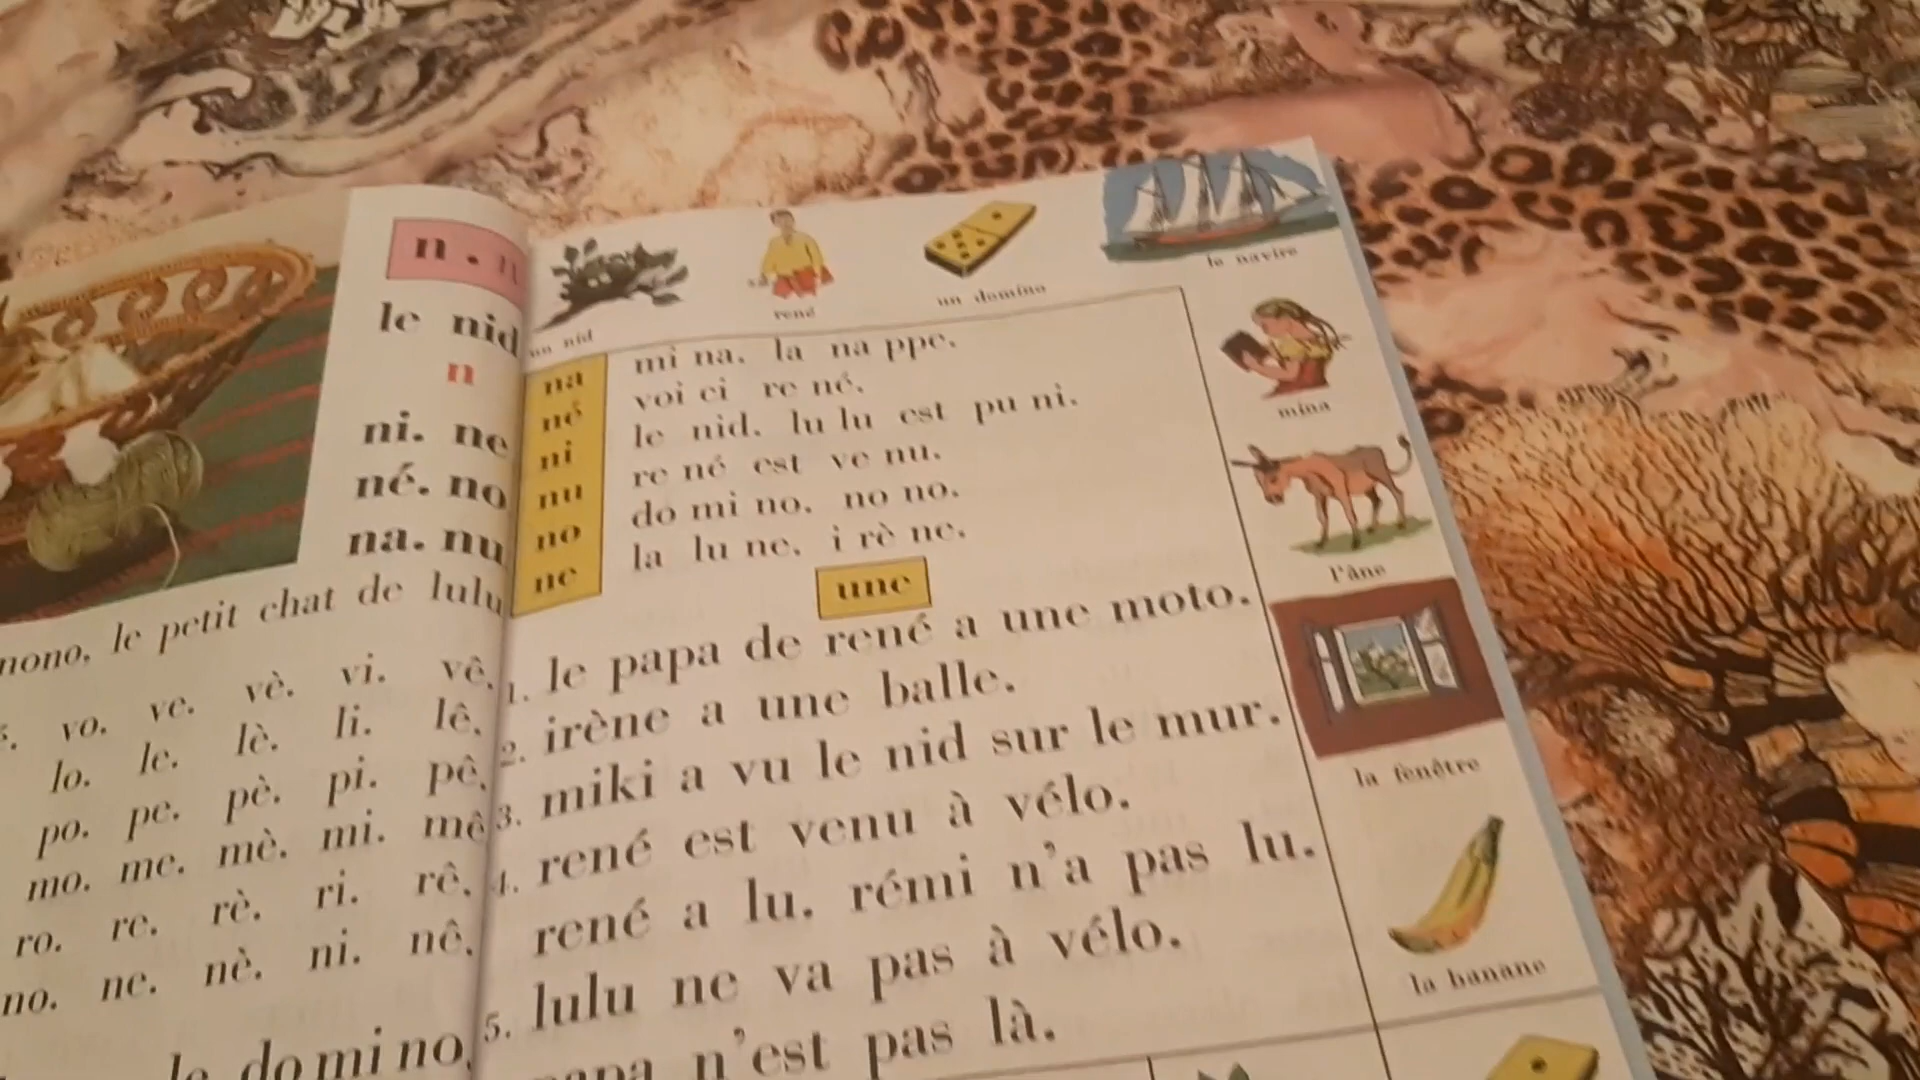 n.
le nid
n
ni. ne
né. no
na. nu
nono, le petit chat de lulu
vo. ve. vè. vi. vê.
lo. le. lè. li. lê.
po. pe. pè. pi. pê.
mo. me. mè. mi. mê
ro. re. rè. ri. rê.
no. ne. nè. ni. nê.
le do mi no,
un nid
rené
un domino
le navire
na
né
ni
nu
no
ne
mi na. la na ppe.
voi ci re né.
le nid. lu lu est pu ni.
re né est ve nu.
do mi no. no no.
la lu ne. i rè ne.
une
1. le papa de rené a une moto.
2. irène a une balle.
3. miki a vu le nid sur le mur.
4. rené est venu à vélo.
rené a lu. rémi n'a pas lu.
5. lulu ne va pas à vélo.
papa n'est pas là.
mina
l'âne
la fenêtre
la banane